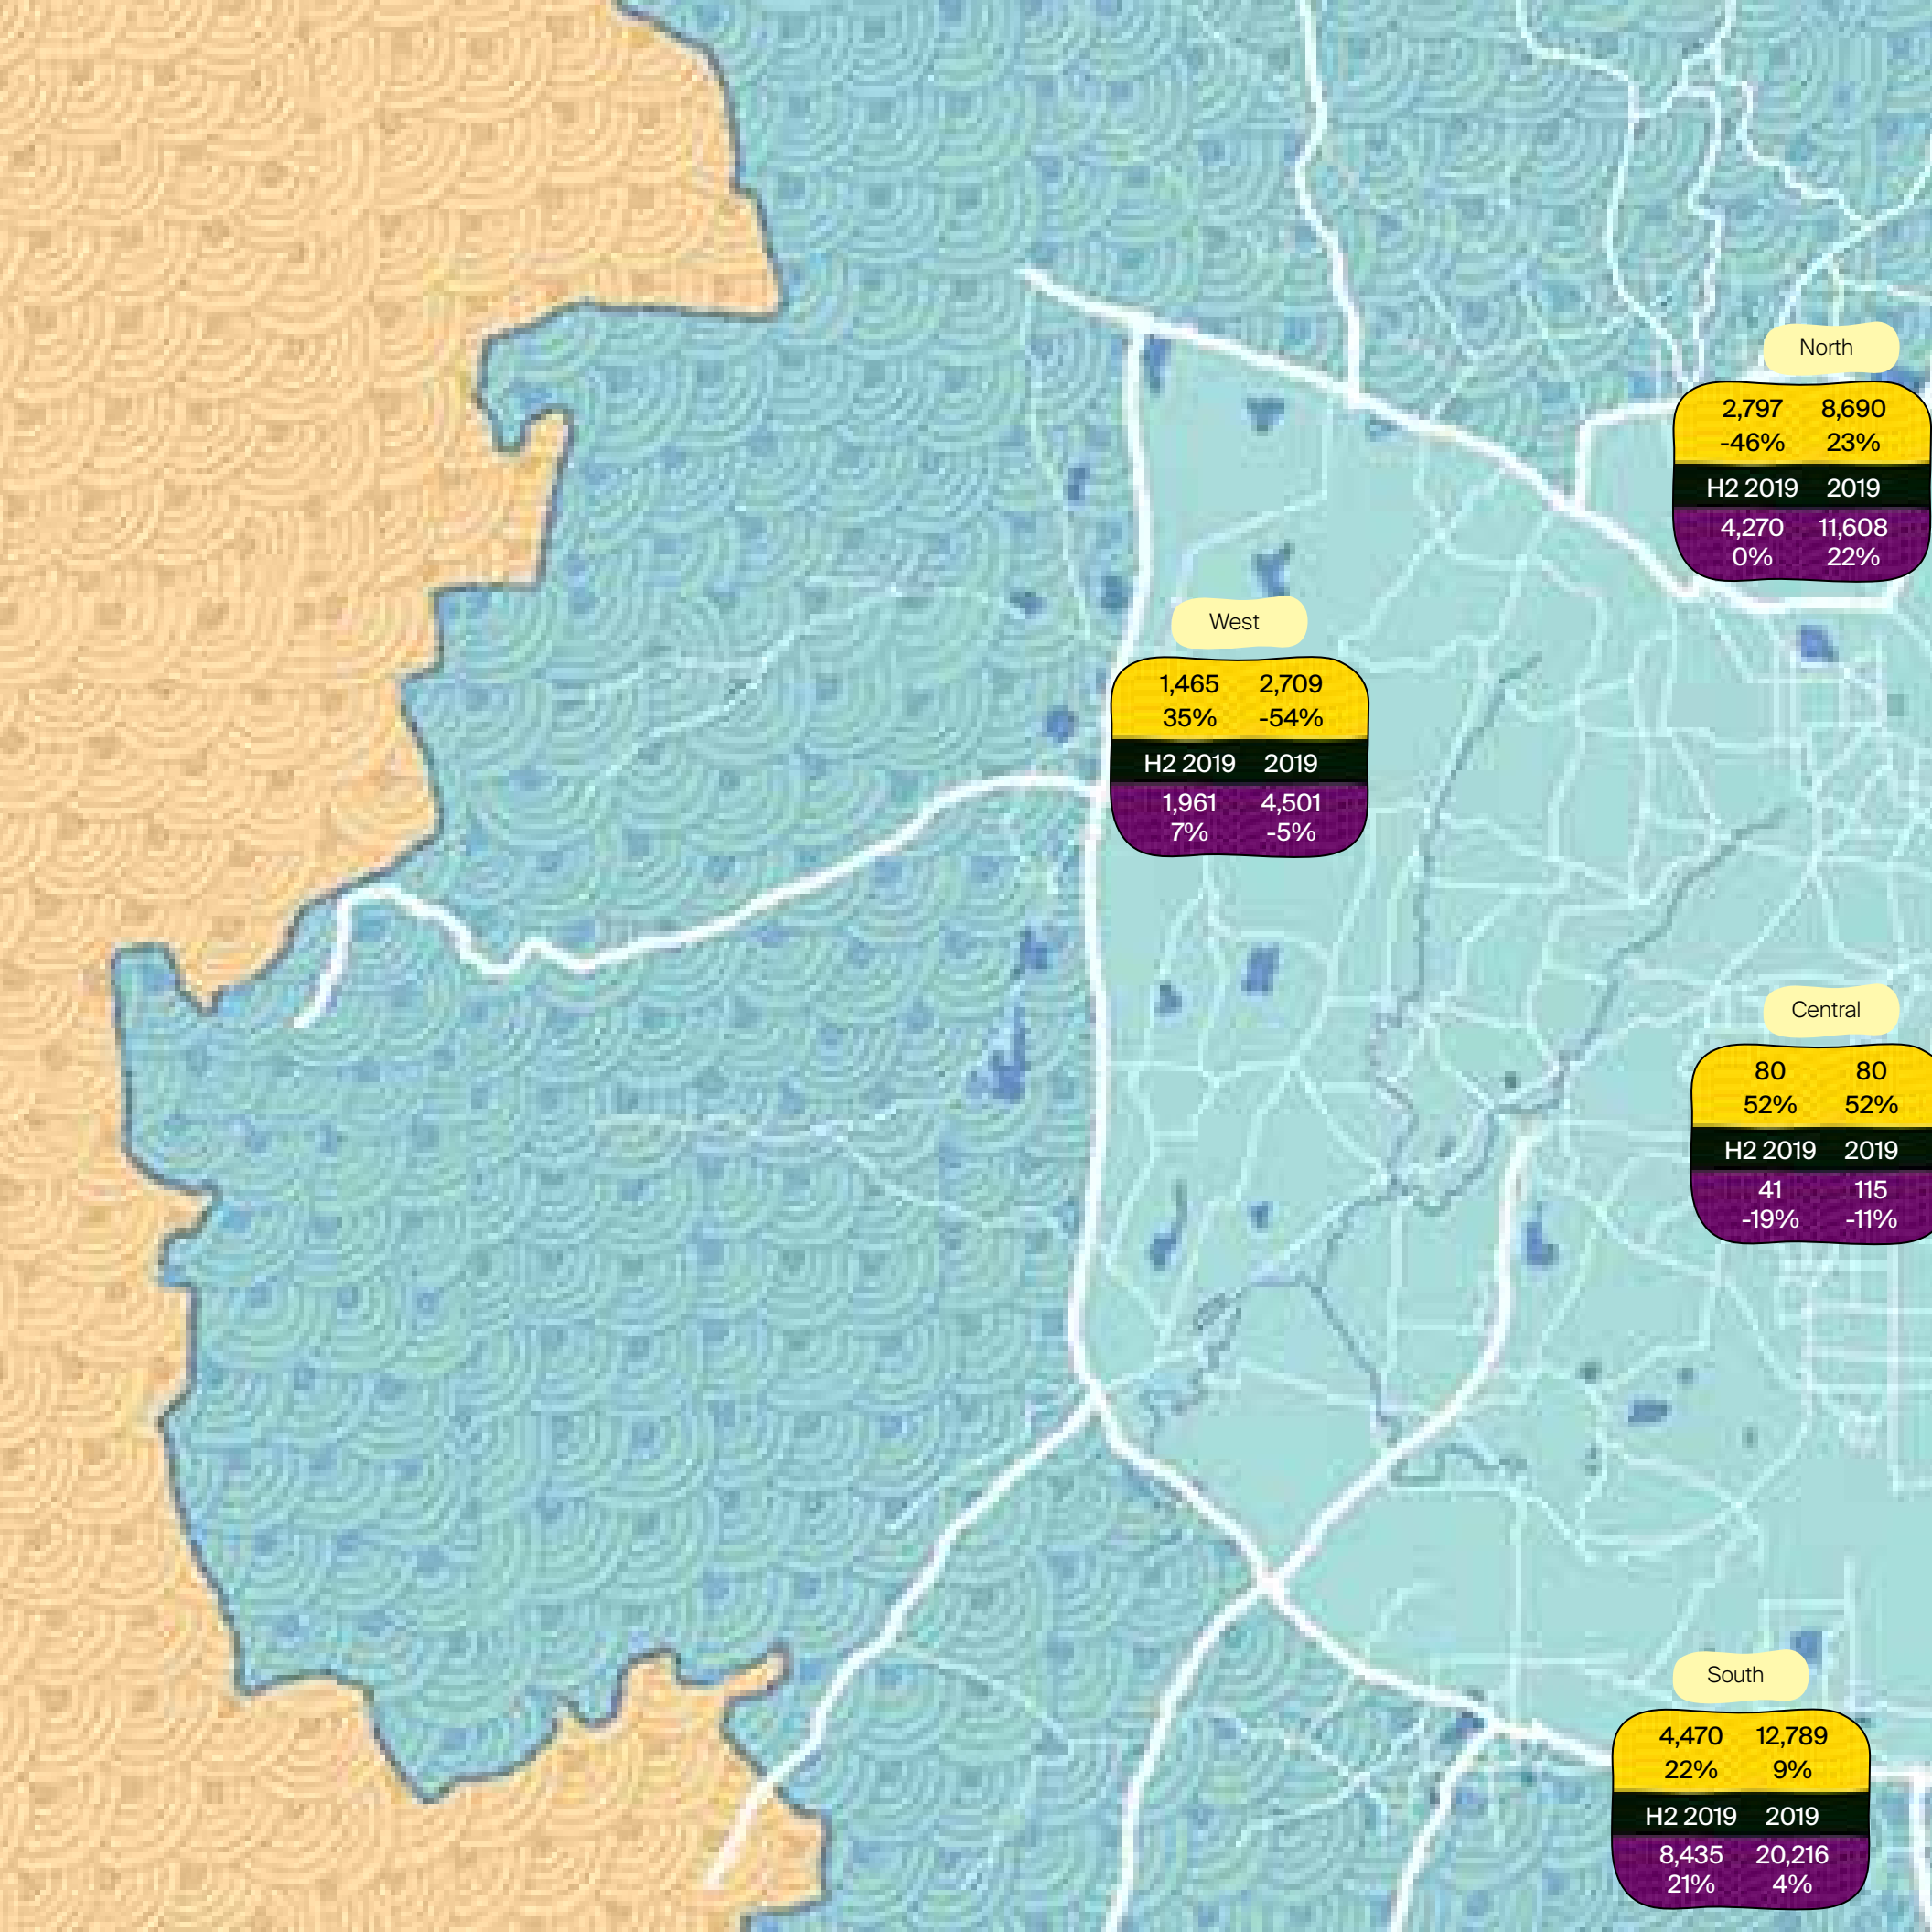 North
2,797 8,690
-46% 23%
H2 2019 2019
4,270 11,608
0% 22%
West
1,465 2,709
35% -54%
H2 2019 2019
1,961 4,501
7% -5%
Central
80 80
52% 52%
H2 2019 2019
41 115
-19% -11%
South
4,470 12,789
22% 9%
H2 2019 2019
8,435 20,216
21% 4%